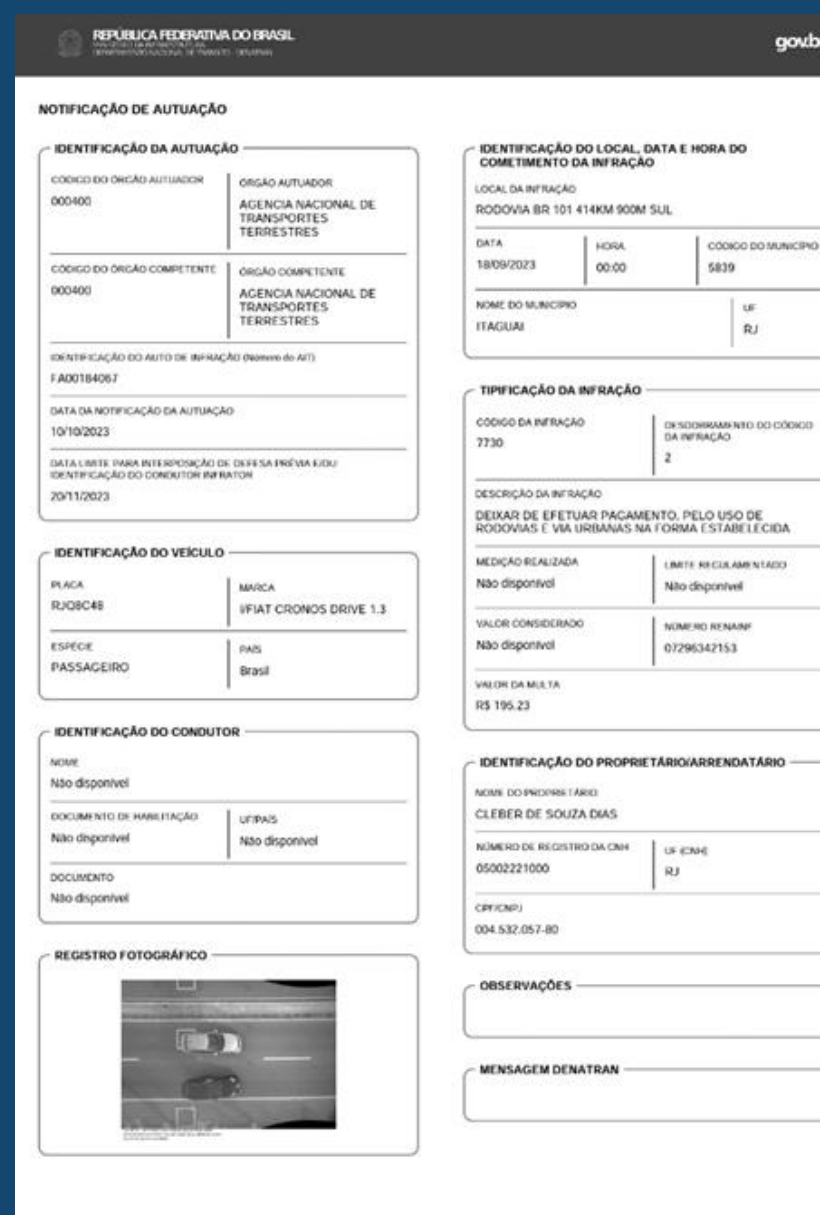 REPÚBLICA FEDERATIVA DO BRASIL
gov.b
NOTIFICAÇÃO DE AUTUAÇÃO
IDENTIFICAÇÃO DA AUTUAÇÃO
CÓDIGO DO ÓRGÃO AUTUADOR
000400
ORGÃO AUTUADOR
AGENCIA NACIONAL DE
TRANSPORTES
TERRESTRES
CÓDIGO DO ÓRGÃO COMPETENTE
000400
ÓRGÃO COMPETENTE
AGENCIA NACIONAL DE
TRANSPORTES
TERRESTRES
IDENTIFICAÇÃO DO AUTO DE INFRAÇÃO (Número do AIT)
FA00184067
DATA DA NOTIFICAÇÃO DA AUTUAÇÃO
10/10/2023
DATA LIMITE PARA INTERPOSIÇÃO DE DEFESA PRÉVIA E/OU
IDENTIFICAÇÃO DO CONDUTOR INFRATOR
20/11/2023
IDENTIFICAÇÃO DO VEÍCULO
PLACA
RJO8C48
MARCA
I/FIAT CRONOS DRIVE 1.3
ESPÉCIE
PASSAGEIRO
PAÍS
Brasil
IDENTIFICAÇÃO DO CONDUTOR
NOME
Não disponível
DOCUMENTO DE HABILITAÇÃO
Não disponível
UF/PAÍS
Não disponível
DOCUMENTO
Não disponível
REGISTRO FOTOGRÁFICO
IDENTIFICAÇÃO DO LOCAL, DATA E HORA DO
COMETIMENTO DA INFRAÇÃO
LOCAL DA INFRAÇÃO
RODOVIA BR 101 414KM 900M SUL
DATA
18/09/2023
HORA
00:00
CÓDIGO DO MUNICÍPIO
5839
NOME DO MUNICÍPIO
ITAGUAI
UF
RJ
TIPIFICAÇÃO DA INFRAÇÃO
CÓDIGO DA INFRAÇÃO
7730
DESDOBRAMENTO DO CÓDIGO
DA INFRAÇÃO
2
DESCRIÇÃO DA INFRAÇÃO
DEIXAR DE EFETUAR PAGAMENTO, PELO USO DE
RODOVIAS E VIA URBANAS NA FORMA ESTABELECIDA
MEDIÇÃO REALIZADA
Não disponível
LIMITE REGULAMENTADO
Não disponível
VALOR CONSIDERADO
Não disponível
NÚMERO RENAINF
07296342153
VALOR DA MULTA
R$ 195.23
IDENTIFICAÇÃO DO PROPRIETÁRIO/ARRENDATÁRIO
NOME DO PROPRIETÁRIO
CLEBER DE SOUZA DIAS
NÚMERO DE REGISTRO DA CNH
05002221000
UF (CNH)
RJ
CPF/CNPJ
004.532.057-80
OBSERVAÇÕES
MENSAGEM DENATRAN